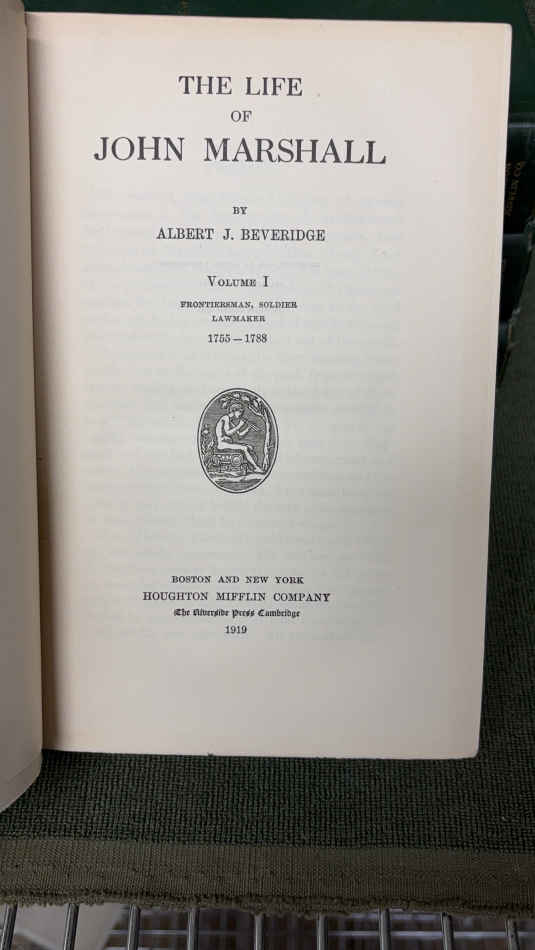 THE LIFE
OF
JOHN MARSHALL
BY
ALBERT J. BEVERIDGE
VOLUME I
FRONTIERSMAN, SOLDIER
LAWMAKER
1755 – 1788
BOSTON AND NEW YORK
HOUGHTON MIFFLIN COMPANY
The Riverside Press Cambridge
1919